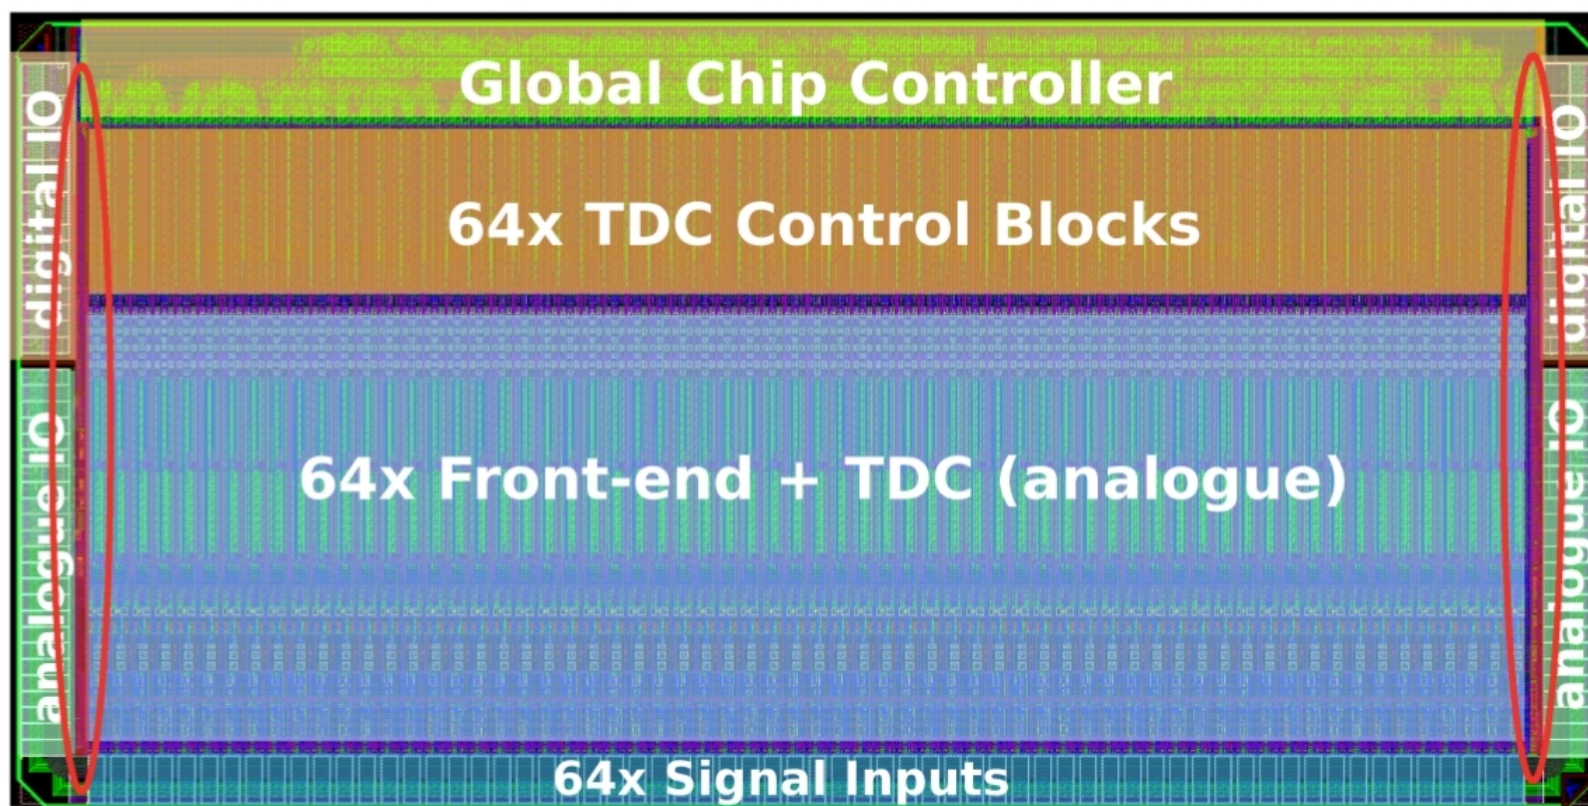 Global Chip Controller
digital IO
digital IO
64x TDC Control Blocks
64x Front-end + TDC (analogue)
analogue IO
analogue IO
64x Signal Inputs